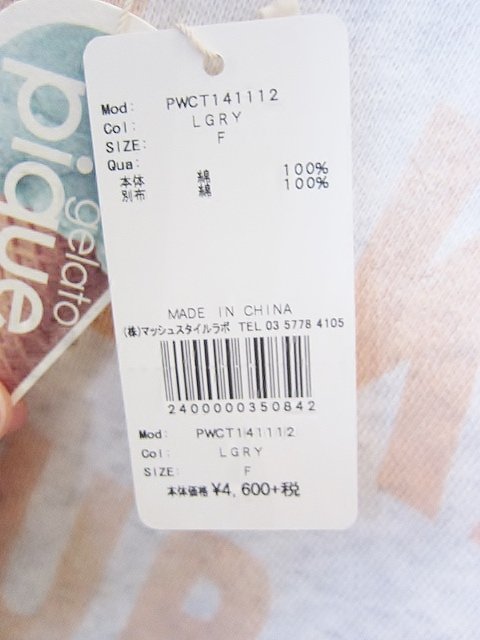 gelato
pique
Mod: PWCT141112
Col: LGRY
SIZE: F
Qua:
本体 綿 100%
別布 綿 100%
MADE IN CHINA
(株)マッシュスタイルラボ TEL 03 5778 4105
2400000350842
Mod: PWCT141112
Col: LGRY
SIZE: F
本体価格 ¥4,600+税